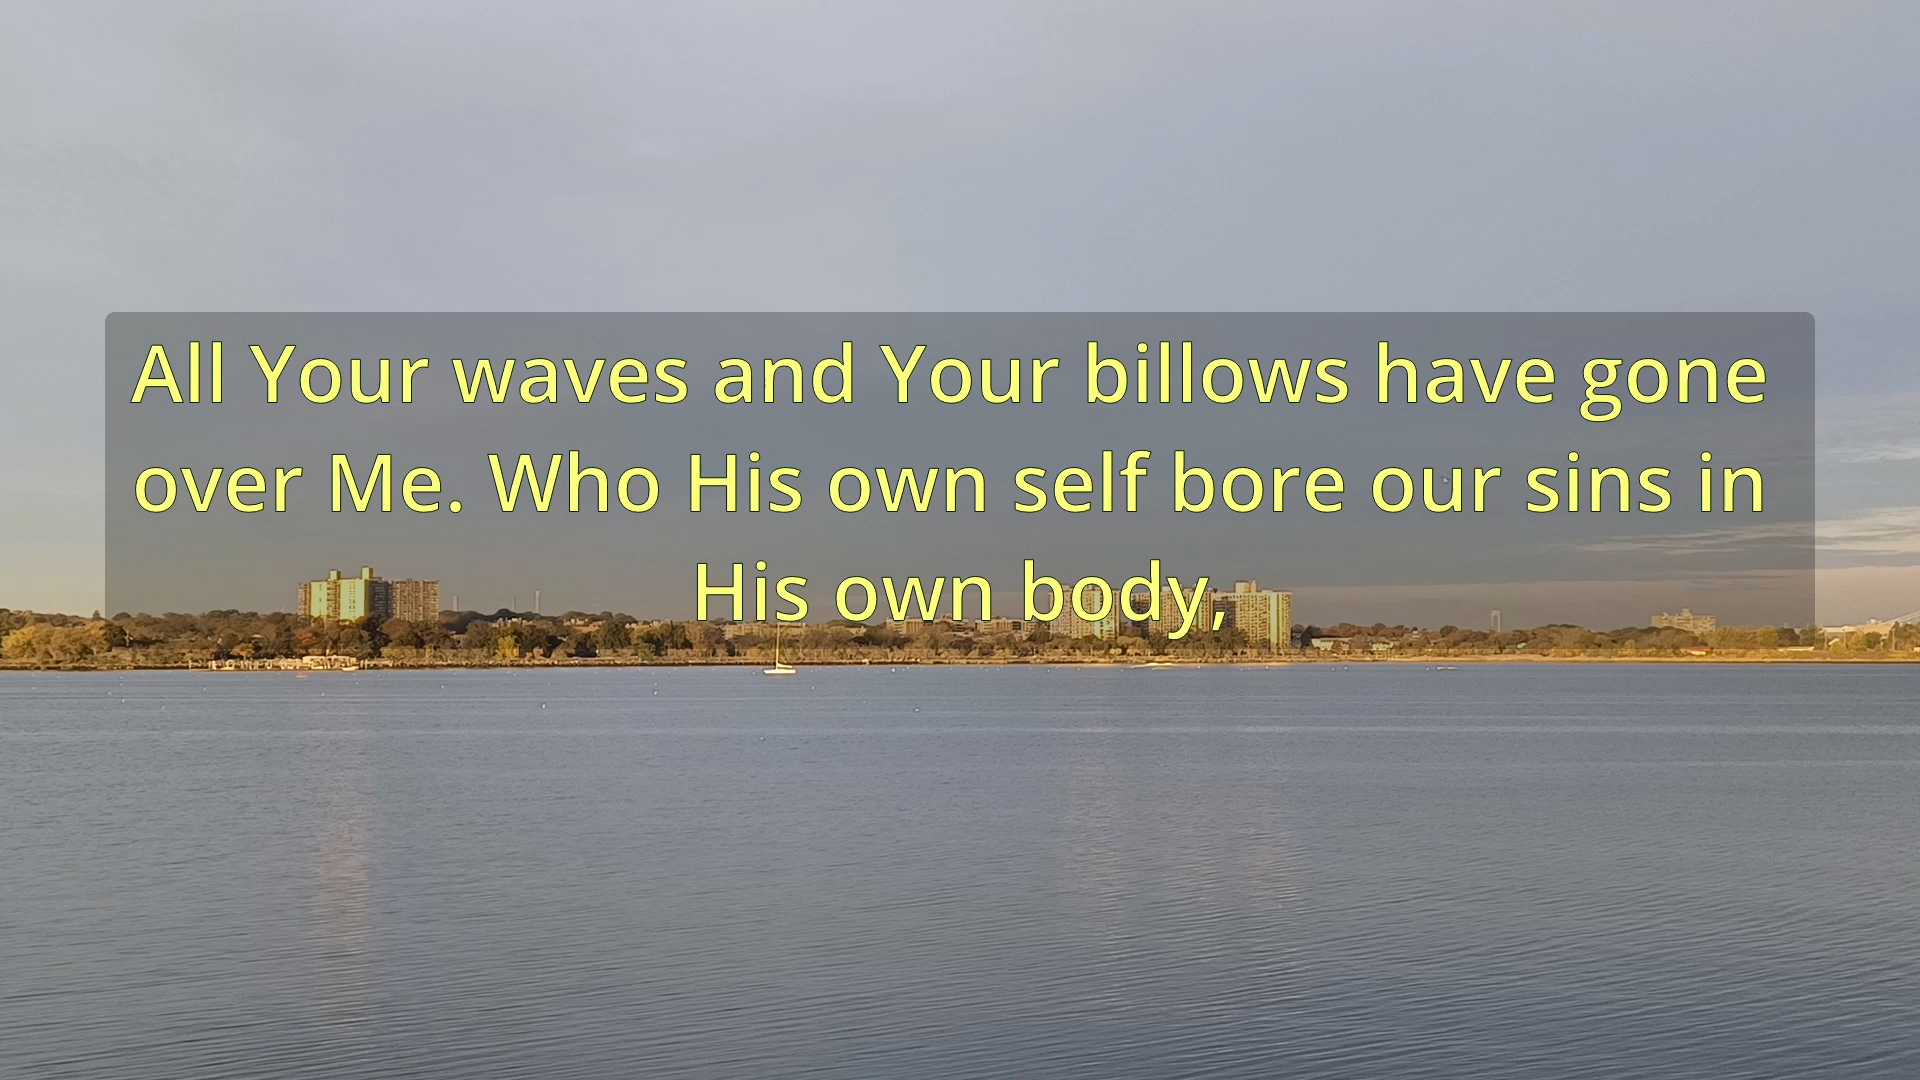 All Your waves and Your billows have gone
over Me. Who His own self bore our sins in
His own body,